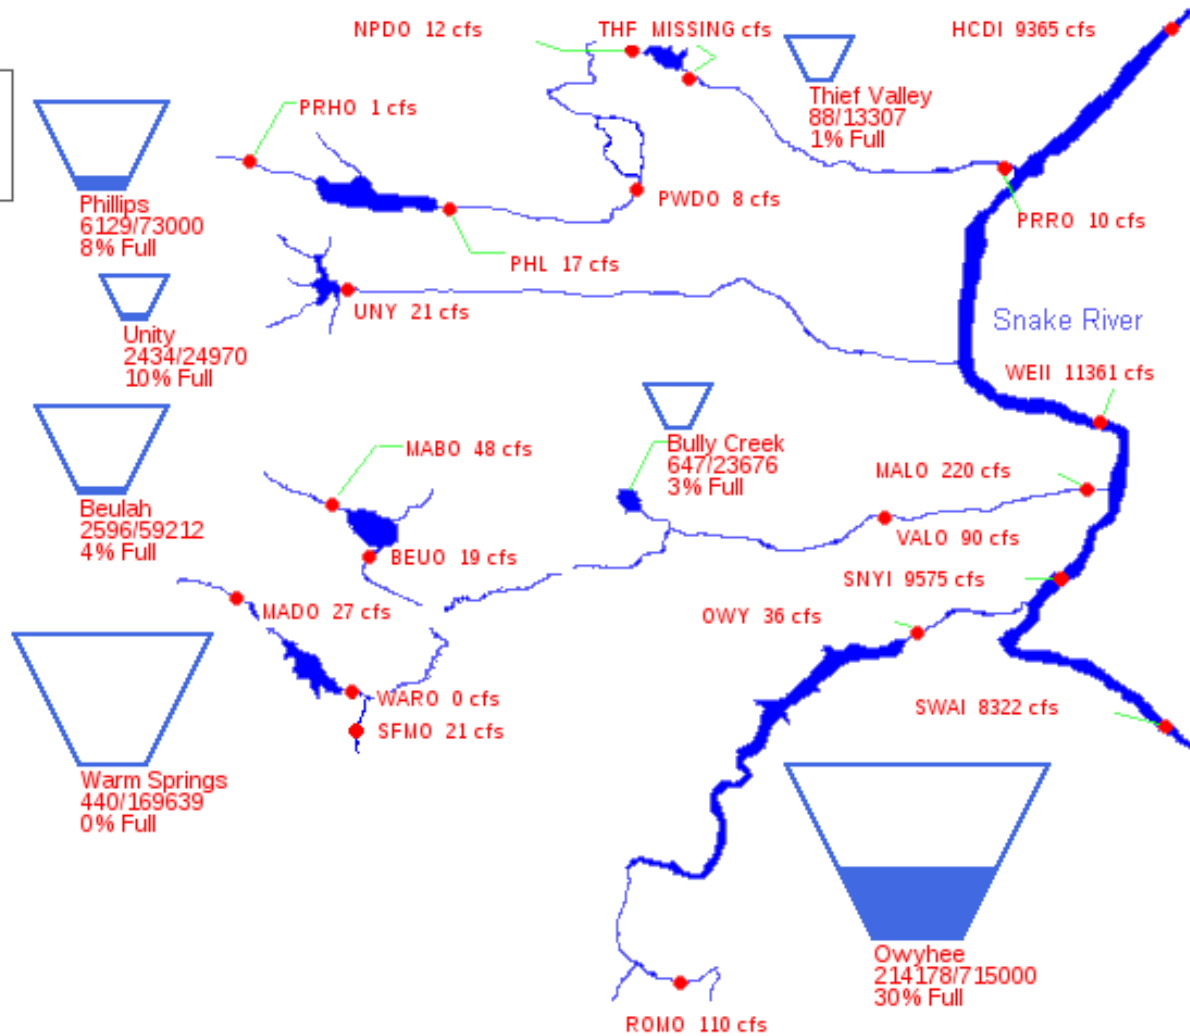 NPDO 12 cfs
THF MISSING cfs
HCDI 9365 cfs
Thief Valley
88/13307
1% Full
PRHO 1 cfs
Phillips
6129/73000
8% Full
PWDO 8 cfs
PRRO 10 cfs
PHL 17 cfs
UNY 21 cfs
Snake River
Unity
2434/24970
10% Full
WEII 11361 cfs
MABO 48 cfs
Bully Creek
647/23676
3% Full
MALO 220 cfs
Beulah
2596/59212
4% Full
VALO 90 cfs
BEUO 19 cfs
SNYI 9575 cfs
MADO 27 cfs
OWY 36 cfs
WARO 0 cfs
SFMO 21 cfs
SWAI 8322 cfs
Warm Springs
440/169639
0% Full
Owyhee
214178/715000
30% Full
ROMO 110 cfs